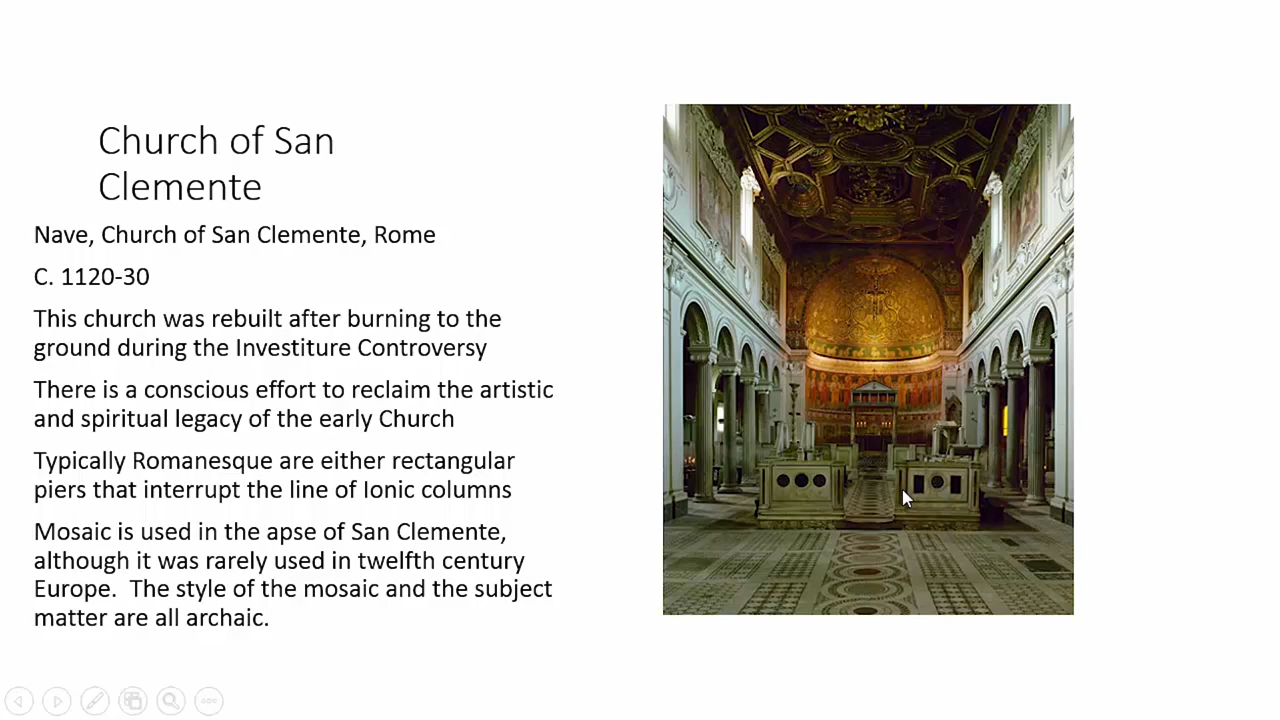 Church of San
Clemente
Nave, Church of San Clemente, Rome
C. 1120-30
This church was rebuilt after burning to the
ground during the Investiture Controversy
There is a conscious effort to reclaim the artistic
and spiritual legacy of the early Church
Typically Romanesque are either rectangular
piers that interrupt the line of Ionic columns
Mosaic is used in the apse of San Clemente,
although it was rarely used in twelfth century
Europe.  The style of the mosaic and the subject
matter are all archaic.